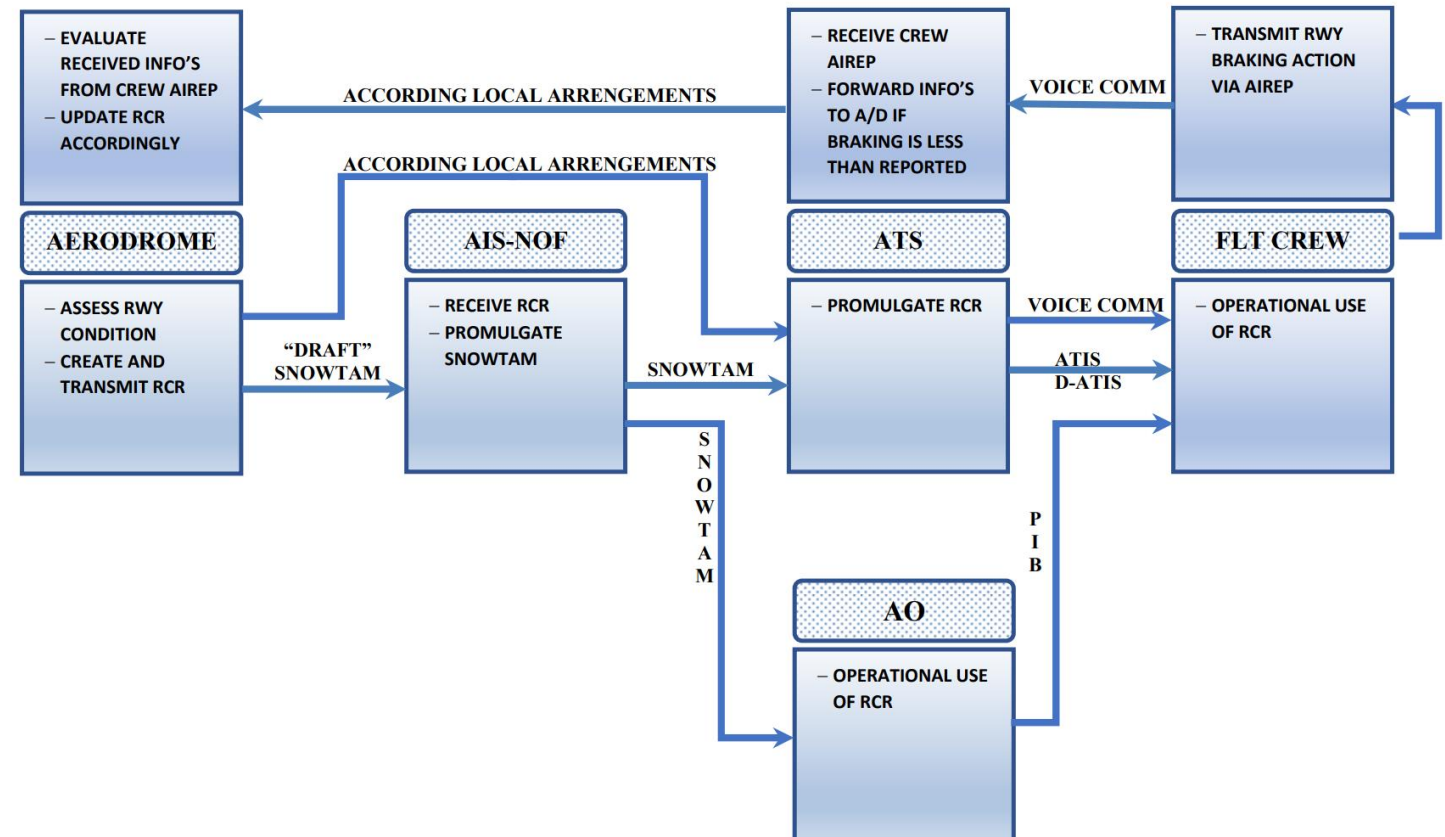 – EVALUATE
RECEIVED INFO’S
FROM CREW AIREP
– UPDATE RCR
ACCORDINGLY
ACCORDING LOCAL ARRENGEMENTS
– RECEIVE CREW
AIREP
– FORWARD INFO’S
TO A/D IF
BRAKING IS LESS
THAN REPORTED
VOICE COMM
– TRANSMIT RWY
BRAKING ACTION
VIA AIREP
ACCORDING LOCAL ARRENGEMENTS
AERODROME
AIS-NOF
ATS
FLT CREW
– ASSESS RWY
CONDITION
– CREATE AND
TRANSMIT RCR
“DRAFT”
SNOWTAM
– RECEIVE RCR
– PROMULGATE
SNOWTAM
SNOWTAM
– PROMULGATE RCR
VOICE COMM
ATIS
D-ATIS
– OPERATIONAL USE
OF RCR
S
N
O
W
T
A
M
P
I
B
AO
– OPERATIONAL USE
OF RCR